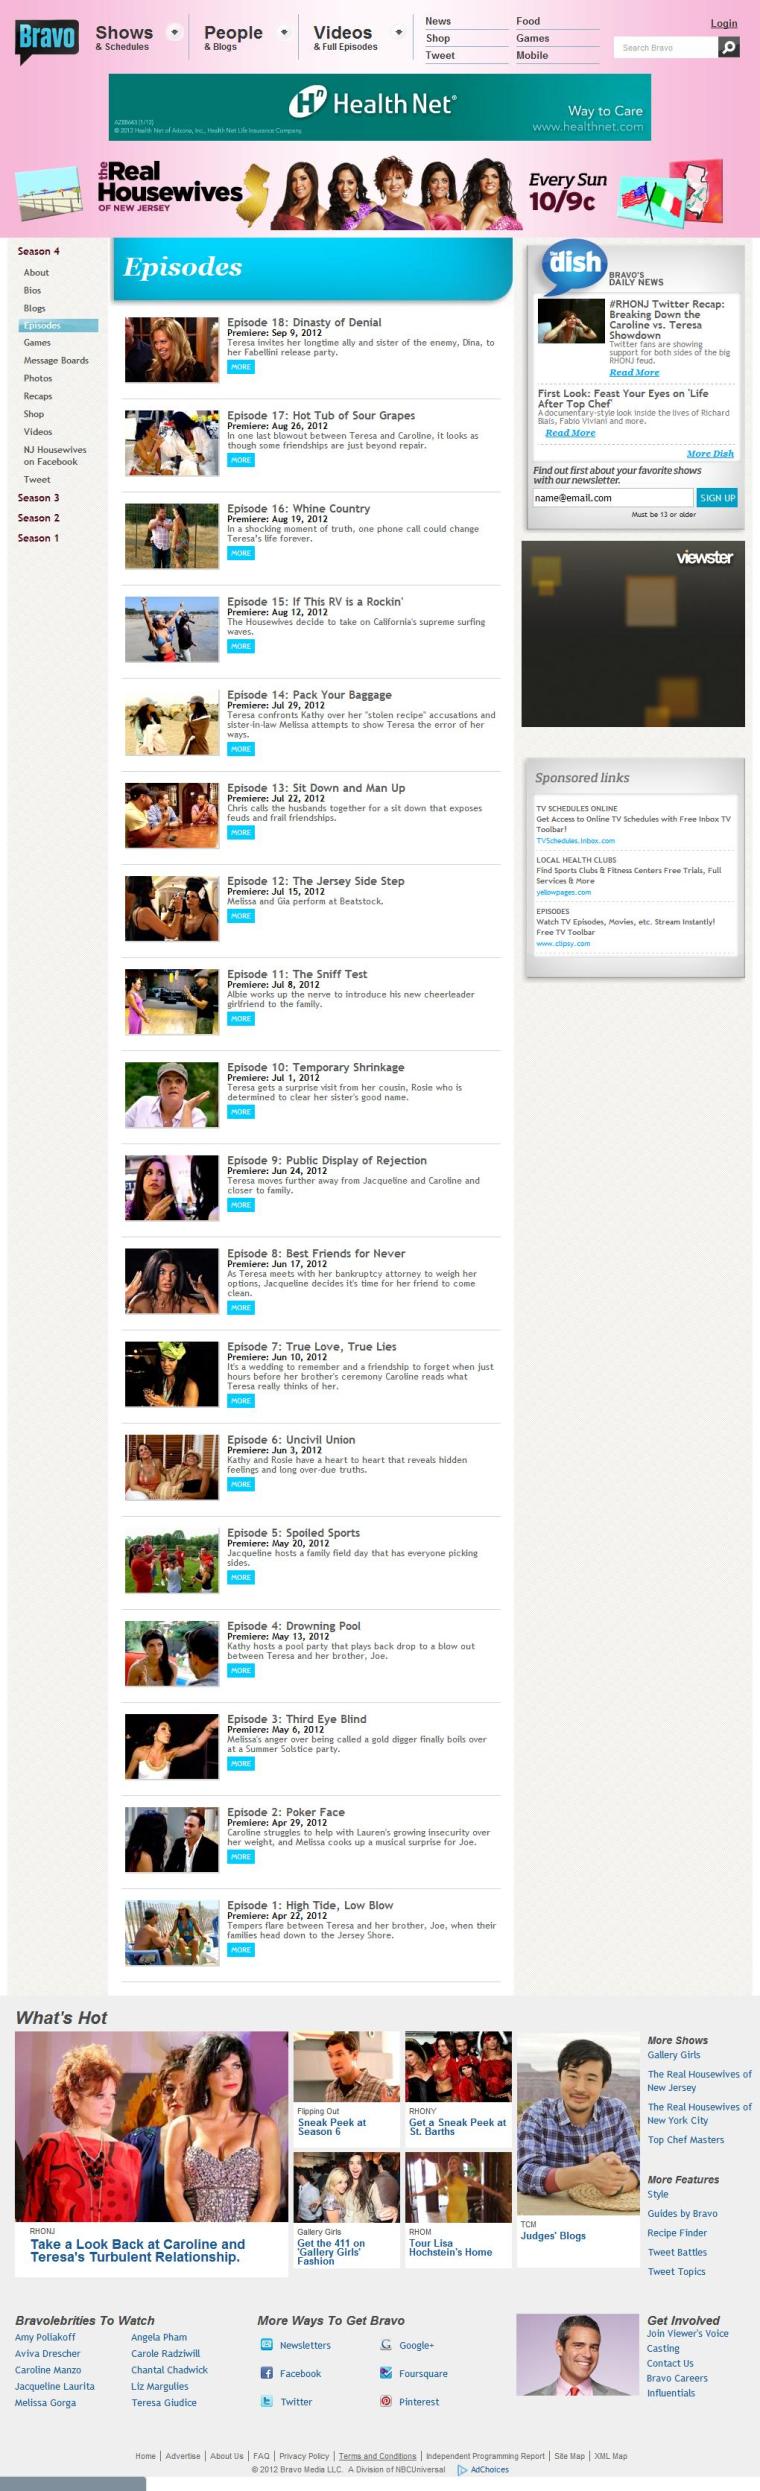 Bravo
Shows
& Schedules
People
& Blogs
Videos
& Full Episodes
News
Shop
Tweet
Food
Games
Mobile
Login
Search Bravo
Hn Health Net®
AZ88663 (1/12)
© 2012 Health Net of Arizona, Inc., Health Net Life Insurance Company.
Way to Care
www.healthnet.com
the Real
Housewives
OF NEW JERSEY
Every Sun
10/9c
Season 4
About
Bios
Blogs
Episodes
Games
Message Boards
Photos
Recaps
Shop
Videos
NJ Housewives
on Facebook
Tweet
Season 3
Season 2
Season 1
Episodes
Episode 18: Dinasty of Denial
Premiere: Sep 9, 2012
Teresa invites her longtime ally and sister of the enemy, Dina, to
her Fabellini release party.
MORE
Episode 17: Hot Tub of Sour Grapes
Premiere: Aug 26, 2012
In one last blowout between Teresa and Caroline, it looks as
though some friendships are just beyond repair.
MORE
Episode 16: Whine Country
Premiere: Aug 19, 2012
In a shocking moment of truth, one phone call could change
Teresa's life forever.
MORE
Episode 15: If This RV is a Rockin'
Premiere: Aug 12, 2012
The Housewives decide to take on California's supreme surfing
waves.
MORE
Episode 14: Pack Your Baggage
Premiere: Jul 29, 2012
Teresa confronts Kathy over her "stolen recipe" accusations and
sister-in-law Melissa attempts to show Teresa the error of her
ways.
MORE
Episode 13: Sit Down and Man Up
Premiere: Jul 22, 2012
Chris calls the husbands together for a sit down that exposes
feuds and frail friendships.
MORE
Episode 12: The Jersey Side Step
Premiere: Jul 15, 2012
Melissa and Gia perform at Beatstock.
MORE
Episode 11: The Sniff Test
Premiere: Jul 8, 2012
Albie works up the nerve to introduce his new cheerleader
girlfriend to the family.
MORE
Episode 10: Temporary Shrinkage
Premiere: Jul 1, 2012
Teresa gets a surprise visit from her cousin, Rosie who is
determined to clear her sister's good name.
MORE
Episode 9: Public Display of Rejection
Premiere: Jun 24, 2012
Teresa moves further away from Jacqueline and Caroline and
closer to family.
MORE
Episode 8: Best Friends for Never
Premiere: Jun 17, 2012
As Teresa meets with her bankruptcy attorney to weigh her
options, Jacqueline decides it's time for her friend to come
clean.
MORE
Episode 7: True Love, True Lies
Premiere: Jun 10, 2012
It's a wedding to remember and a friendship to forget when just
hours before her brother's ceremony Caroline reads what
Teresa really thinks of her.
MORE
Episode 6: Uncivil Union
Premiere: Jun 3, 2012
Kathy and Rosie have a heart to heart that reveals hidden
feelings and long over-due truths.
MORE
Episode 5: Spoiled Sports
Premiere: May 20, 2012
Jacqueline hosts a family field day that has everyone picking
sides.
MORE
Episode 4: Drowning Pool
Premiere: May 13, 2012
Kathy hosts a pool party that plays back drop to a blow out
between Teresa and her brother, Joe.
MORE
Episode 3: Third Eye Blind
Premiere: May 6, 2012
Melissa's anger over being called a gold digger finally boils over
at a Summer Solstice party.
MORE
Episode 2: Poker Face
Premiere: Apr 29, 2012
Caroline struggles to help with Lauren's growing insecurity over
her weight, and Melissa cooks up a musical surprise for Joe.
MORE
Episode 1: High Tide, Low Blow
Premiere: Apr 22, 2012
Tempers flare between Teresa and her brother, Joe, when their
families head down to the Jersey Shore.
MORE
the dish
BRAVO'S
DAILY NEWS
#RHONJ Twitter Recap:
Breaking Down the
Caroline vs. Teresa
Showdown
Twitter fans are showing
support for both sides of the big
RHONJ feud.
Read More
First Look: Feast Your Eyes on 'Life
After Top Chef'
A documentary-style look inside the lives of Richard
Blais, Fabio Viviani and more.
Read More
More Dish
Find out first about your favorite shows
with our newsletter.
name@email.com
SIGN UP
Must be 13 or older
viewster
Sponsored links
TV SCHEDULES ONLINE
Get Access to Online TV Schedules with Free Inbox TV
Toolbar!
TVSchedules.Inbox.com
LOCAL HEALTH CLUBS
Find Sports Clubs & Fitness Centers Free Trials, Full
Services & More
yellowpages.com
EPISODES
Watch TV Episodes, Movies, etc. Stream Instantly!
Free TV Toolbar
www.clipsy.com
What's Hot
RHONJ
Take a Look Back at Caroline and
Teresa's Turbulent Relationship.
Flipping Out
Sneak Peek at
Season 6
RHONY
Get a Sneak Peek at
St. Barths
Gallery Girls
Get the 411 on
'Gallery Girls'
Fashion
RHOM
Tour Lisa
Hochstein's Home
TCM
Judges' Blogs
More Shows
Gallery Girls
The Real Housewives of
New Jersey
The Real Housewives of
New York City
Top Chef Masters
More Features
Style
Guides by Bravo
Recipe Finder
Tweet Battles
Tweet Topics
Bravolebrities To Watch
Amy Poliakoff
Aviva Drescher
Caroline Manzo
Jacqueline Laurita
Melissa Gorga
Angela Pham
Carole Radziwill
Chantal Chadwick
Liz Margulies
Teresa Giudice
More Ways To Get Bravo
Newsletters
Facebook
Twitter
Google+
Foursquare
Pinterest
Get Involved
Join Viewer's Voice
Casting
Contact Us
Bravo Careers
Influentials
Home | Advertise | About Us | FAQ | Privacy Policy | Terms and Conditions | Independent Programming Report | Site Map | XML Map
© 2012 Bravo Media LLC. A Division of NBCUniversal AdChoices